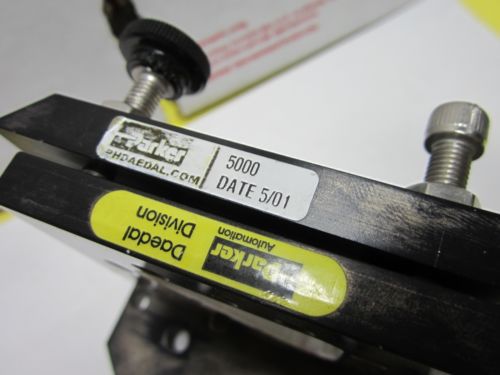 Parker
PHDAEDAL.COM
5000
DATE 5/01
Parker
Automation
Daedal
Division